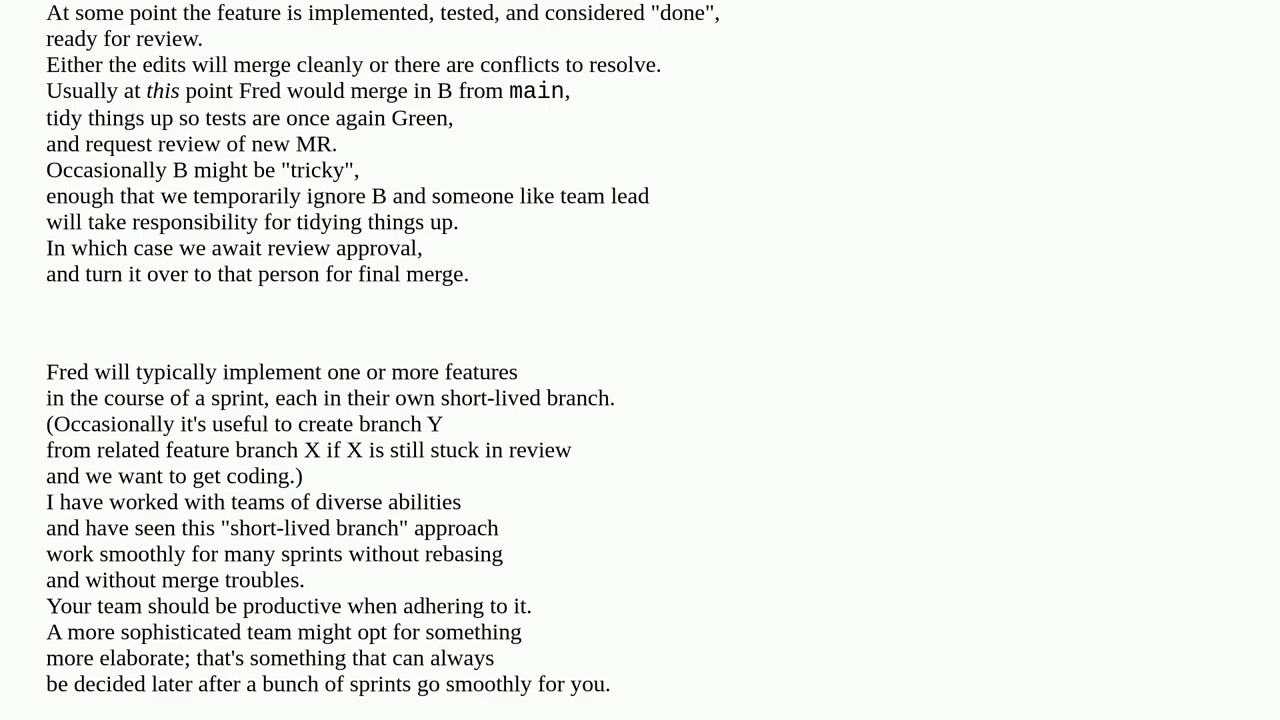 At some point the feature is implemented, tested, and considered "done",
ready for review.
Either the edits will merge cleanly or there are conflicts to resolve.
Usually at this point Fred would merge in B from main,
tidy things up so tests are once again Green,
and request review of new MR.
Occasionally B might be "tricky",
enough that we temporarily ignore B and someone like team lead
will take responsibility for tidying things up.
In which case we await review approval,
and turn it over to that person for final merge.
Fred will typically implement one or more features
in the course of a sprint, each in their own short-lived branch.
(Occasionally it's useful to create branch Y
from related feature branch X if X is still stuck in review
and we want to get coding.)
I have worked with teams of diverse abilities
and have seen this "short-lived branch" approach
work smoothly for many sprints without rebasing
and without merge troubles.
Your team should be productive when adhering to it.
A more sophisticated team might opt for something
more elaborate; that's something that can always
be decided later after a bunch of sprints go smoothly for you.